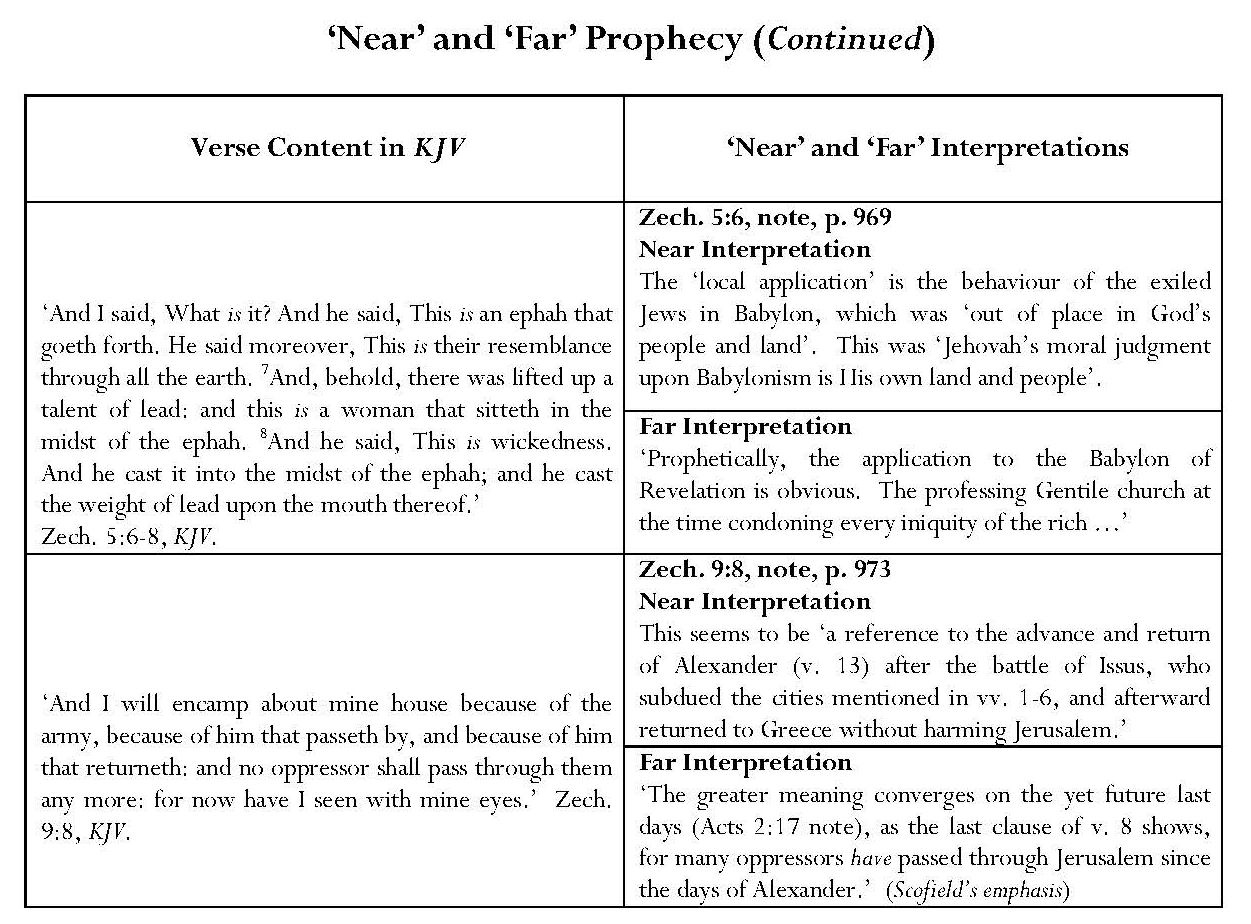 ‘Near’ and ‘Far’ Prophecy (Continued)
Verse Content in KJV
‘Near’ and ‘Far’ Interpretations
‘And I said, What is it? And he said, This is an ephah that
goeth forth. He said moreover, This is their resemblance
through all the earth. ⁷And, behold, there was lifted up a
talent of lead: and this is a woman that sitteth in the
midst of the ephah. ⁸And he said, This is wickedness.
And he cast it into the midst of the ephah; and he cast
the weight of lead upon the mouth thereof.’
Zech. 5:6-8, KJV.
Zech. 5:6, note, p. 969
Near Interpretation
The ‘local application’ is the behaviour of the exiled
Jews in Babylon, which was ‘out of place in God’s
people and land’. This was ‘Jehovah’s moral judgment
upon Babylonism is His own land and people’.
Far Interpretation
‘Prophetically, the application to the Babylon of
Revelation is obvious. The professing Gentile church at
the time condoning every iniquity of the rich …’
‘And I will encamp about mine house because of the
army, because of him that passeth by, and because of him
that returneth: and no oppressor shall pass through them
any more: for now have I seen with mine eyes.’ Zech.
9:8, KJV.
Zech. 9:8, note, p. 973
Near Interpretation
This seems to be ‘a reference to the advance and return
of Alexander (v. 13) after the battle of Issus, who
subdued the cities mentioned in vv. 1-6, and afterward
returned to Greece without harming Jerusalem.’
Far Interpretation
‘The greater meaning converges on the yet future last
days (Acts 2:17 note), as the last clause of v. 8 shows,
for many oppressors have passed through Jerusalem since
the days of Alexander.’ (Scofield’s emphasis)